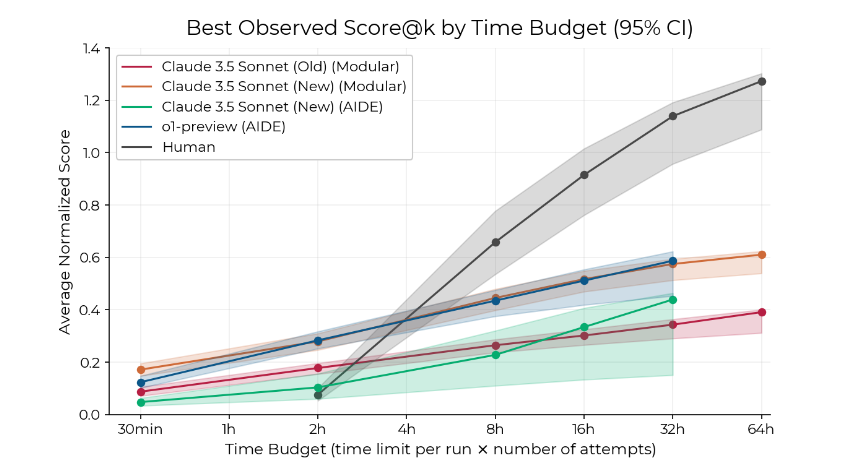 Best Observed Score@k by Time Budget (95% CI)
Claude 3.5 Sonnet (Old) (Modular)
Claude 3.5 Sonnet (New) (Modular)
Claude 3.5 Sonnet (New) (AIDE)
o1-preview (AIDE)
Human
Average Normalized Score
1.4
1.2
1.0
0.8
0.6
0.4
0.2
0.0
30min 1h 2h 4h 8h 16h 32h 64h
Time Budget (time limit per run × number of attempts)